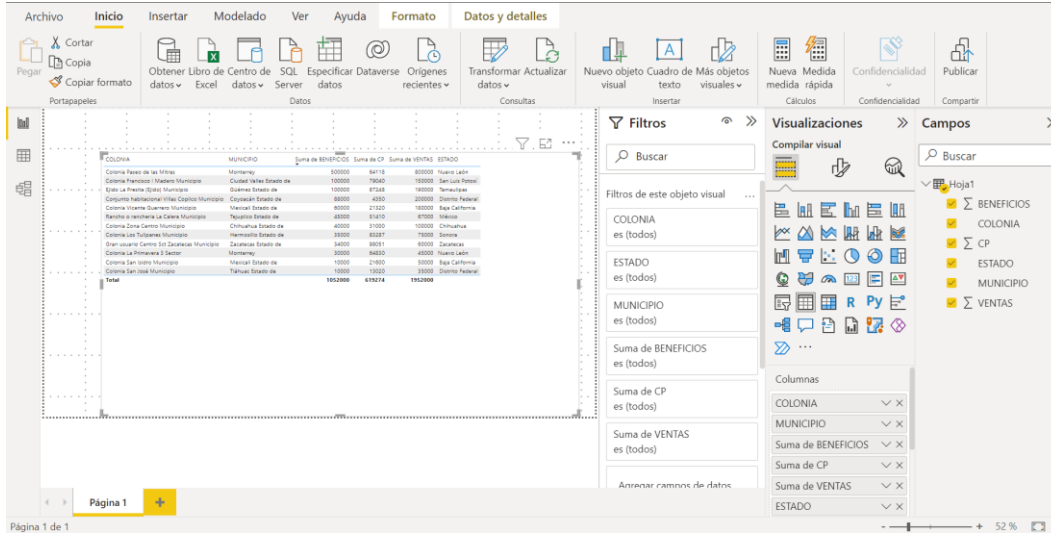 Archivo Inicio Insertar Modelado Ver Ayuda Formato Datos y detalles
Pegar
Cortar
Copia
Copiar formato
Portapapeles
Obtener datos
Libro de Excel
Centro de datos
SQL Server
Especificar datos
Dataverse
Orígenes recientes
Datos
Transformar datos
Actualizar
Consultas
Nuevo objeto visual
Cuadro de texto
Más objetos visuales
Insertar
Nueva medida
Medida rápida
Cálculos
Confidencialidad
Confidencialidad
Publicar
Compartir
COLONIA MUNICIPIO Suma de BENEFICIOS Suma de CP Suma de VENTAS ESTADO
Colonia Paseo de las Mitras Monterrey 500000 64118 800000 Nuevo León
Colonia Francisco I Madero Municipio Ciudad Valles Estado de 100000 79040 150000 San Luis Potosí
Ejido La Presita (Ejido) Municipio Güémez Estado de 100000 87248 190000 Tamaulipas
Conjunto habitacional Villas Copilco Municipio Coyoacán Estado de 88000 4350 200000 Distrito Federal
Colonia Vicente Guerrero Municipio Mexicali Estado de 80000 21320 Baja California
Rancho o ranchería La Calera Municipio Tejupilco Estado de 45000 51410 67000 México
Colonia Zona Centro Municipio Chihuahua Estado de 40000 31000 100000 Chihuahua
Colonia Los Tulipanes Municipio Hermosillo Estado de 35000 83287 75000 Sonora
Gran usuario Centro Sct Zacatecas Municipio Zacatecas Estado de 34000 98051 80000 Zacatecas
Colonia La Primavera 3 Sector Monterrey 30000 64830 45000 Nuevo León
Colonia San Isidro Municipio Mexicali Estado de 10000 21600 50000 Baja California
Colonia San José Municipio Tláhuac Estado de 10000 13020 35000 Distrito Federal
Total 1052000 619274 1952000
Filtros
Buscar
Filtros de este objeto visual ...
COLONIA
es (todos)
ESTADO
es (todos)
MUNICIPIO
es (todos)
Suma de BENEFICIOS
es (todos)
Suma de CP
es (todos)
Suma de VENTAS
es (todos)
Agregar campos de datos
Visualizaciones
Compilar visual
123
R Py
...
Columnas
COLONIA
MUNICIPIO
Suma de BENEFICIOS
Suma de CP
Suma de VENTAS
ESTADO
Campos
Buscar
Hoja1
∑ BENEFICIOS
COLONIA
∑ CP
ESTADO
MUNICIPIO
∑ VENTAS
Página 1 +
Página 1 de 1
- + 52 %